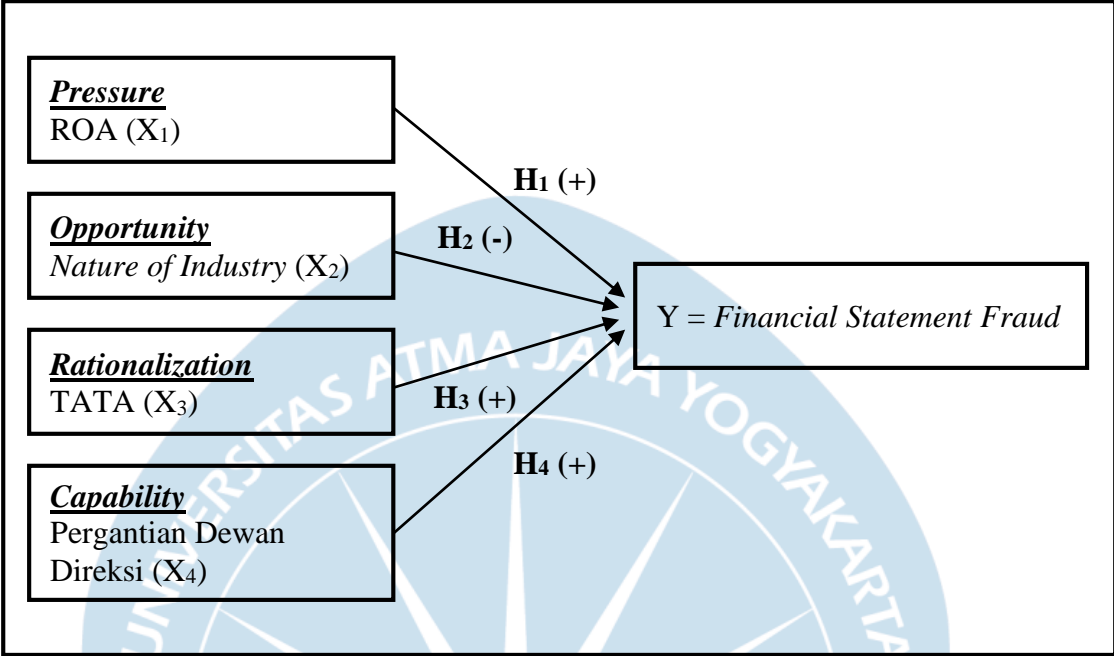 Pressure
ROA (X₁)
H₁ (+)
Opportunity
Nature of Industry (X₂)
H₂ (-)
Y = Financial Statement Fraud
Rationalization
TATA (X₃)
H₃ (+)
Capability
Pergantian Dewan
Direksi (X₄)
H₄ (+)
UNIVERSITAS ATMA JAYA YOGYAKARTA